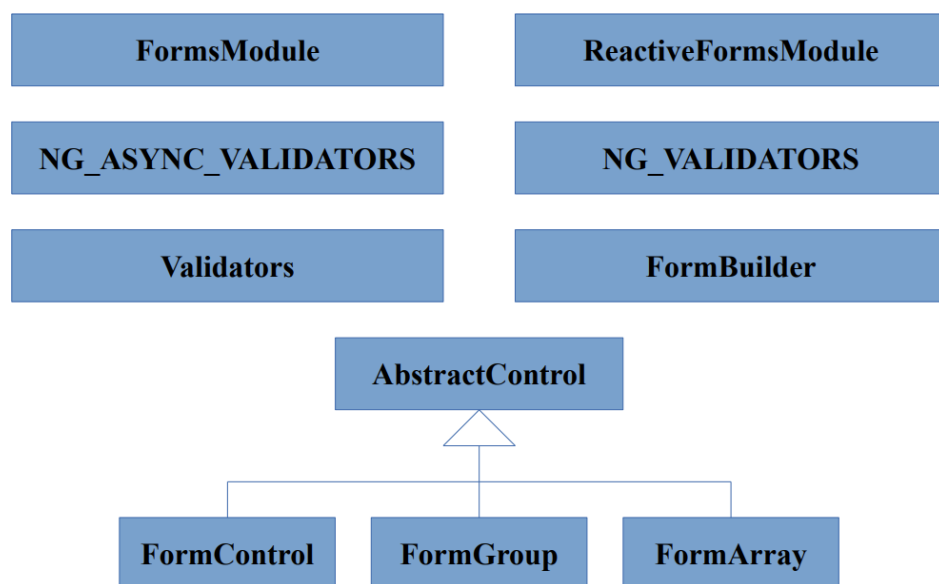 FormsModule
ReactiveFormsModule
NG_ASYNC_VALIDATORS
NG_VALIDATORS
Validators
FormBuilder
AbstractControl
FormControl
FormGroup
FormArray